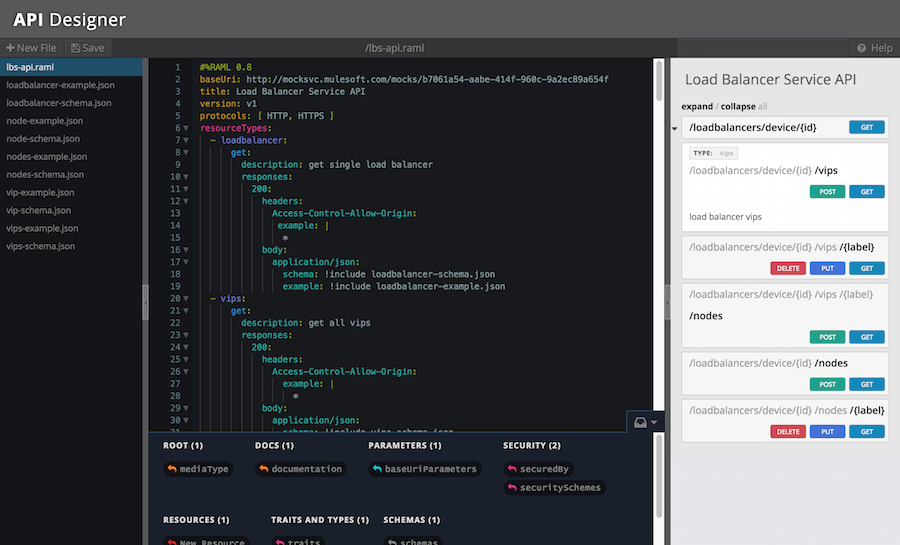 API Designer
New File Save /lbs-api.raml Help
lbs-api.raml
loadbalancer-example.json
loadbalancer-schema.json
node-example.json
node-schema.json
nodes-example.json
nodes-schema.json
vip-example.json
vip-schema.json
vips-example.json
vips-schema.json
1 #%RAML 0.8
2 baseUri: http://mocksvc.mulesoft.com/mocks/b7061a54-aabe-414f-960c-9a2ec89a654f
3 title: Load Balancer Service API
4 version: v1
5 protocols: [ HTTP, HTTPS ]
6 resourceTypes:
7 - loadbalancer:
8 get:
9 description: get single load balancer
10 responses:
11 200:
12 headers:
13 Access-Control-Allow-Origin:
14 example: |
15 *
16 body:
17 application/json:
18 schema: !include loadbalancer-schema.json
19 example: !include loadbalancer-example.json
20 - vips:
21 get:
22 description: get all vips
23 responses:
24 200:
25 headers:
26 Access-Control-Allow-Origin:
27 example: |
28 *
29 body:
30 application/json:
31 schema: !include vips-schema.json
ROOT (1) DOCS (1) PARAMETERS (1) SECURITY (2)
mediaType documentation baseUriParameters securedBy
securitySchemes
RESOURCES (1) TRAITS AND TYPES (1) SCHEMAS (1)
New Resource traits schemas
Load Balancer Service API
expand / collapse all
/loadbalancers/device/{id} GET
TYPE: vips
/loadbalancers/device/{id} /vips
POST GET
load balancer vips
/loadbalancers/device/{id} /vips /{label}
DELETE PUT GET
/loadbalancers/device/{id} /vips /{label}
/nodes
POST GET
/loadbalancers/device/{id} /nodes
POST GET
/loadbalancers/device/{id} /nodes /{label}
DELETE PUT GET